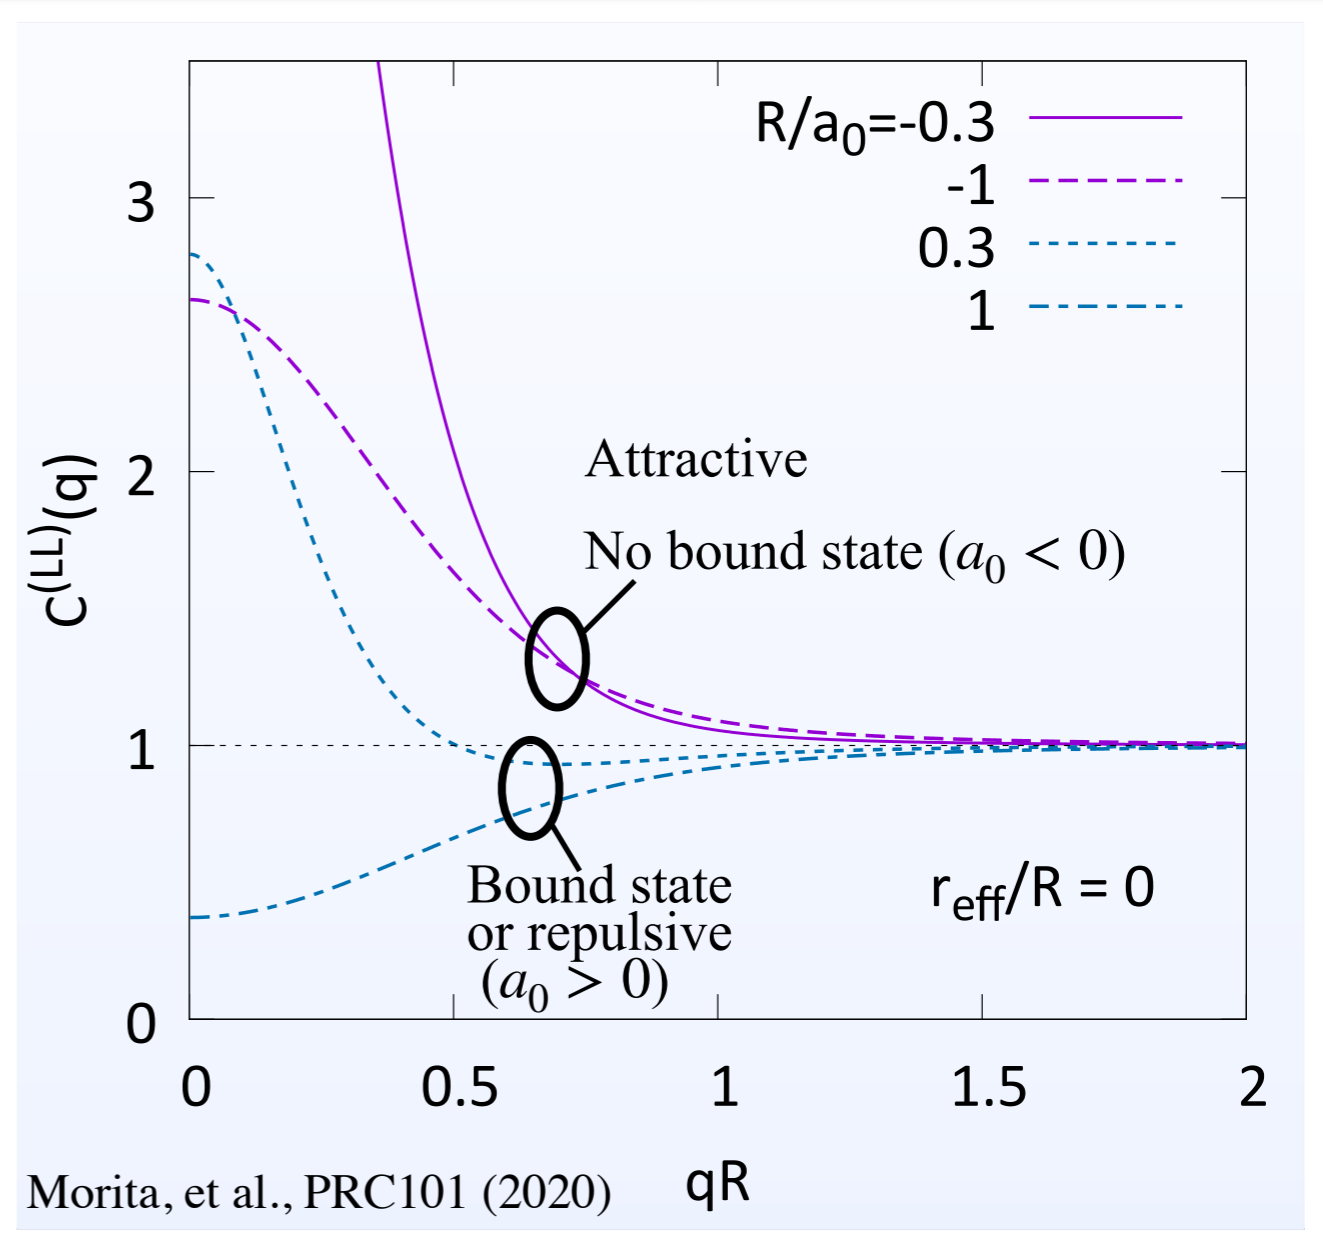 R/a₀=-0.3
-1
0.3
1
3
2
1
0
C⁽ᴸᴸ⁾(q)
Attractive
No bound state (a₀ < 0)
Bound state
or repulsive
(a₀ > 0)
r_eff/R = 0
0 0.5 1 1.5 2
qR
Morita, et al., PRC101 (2020)